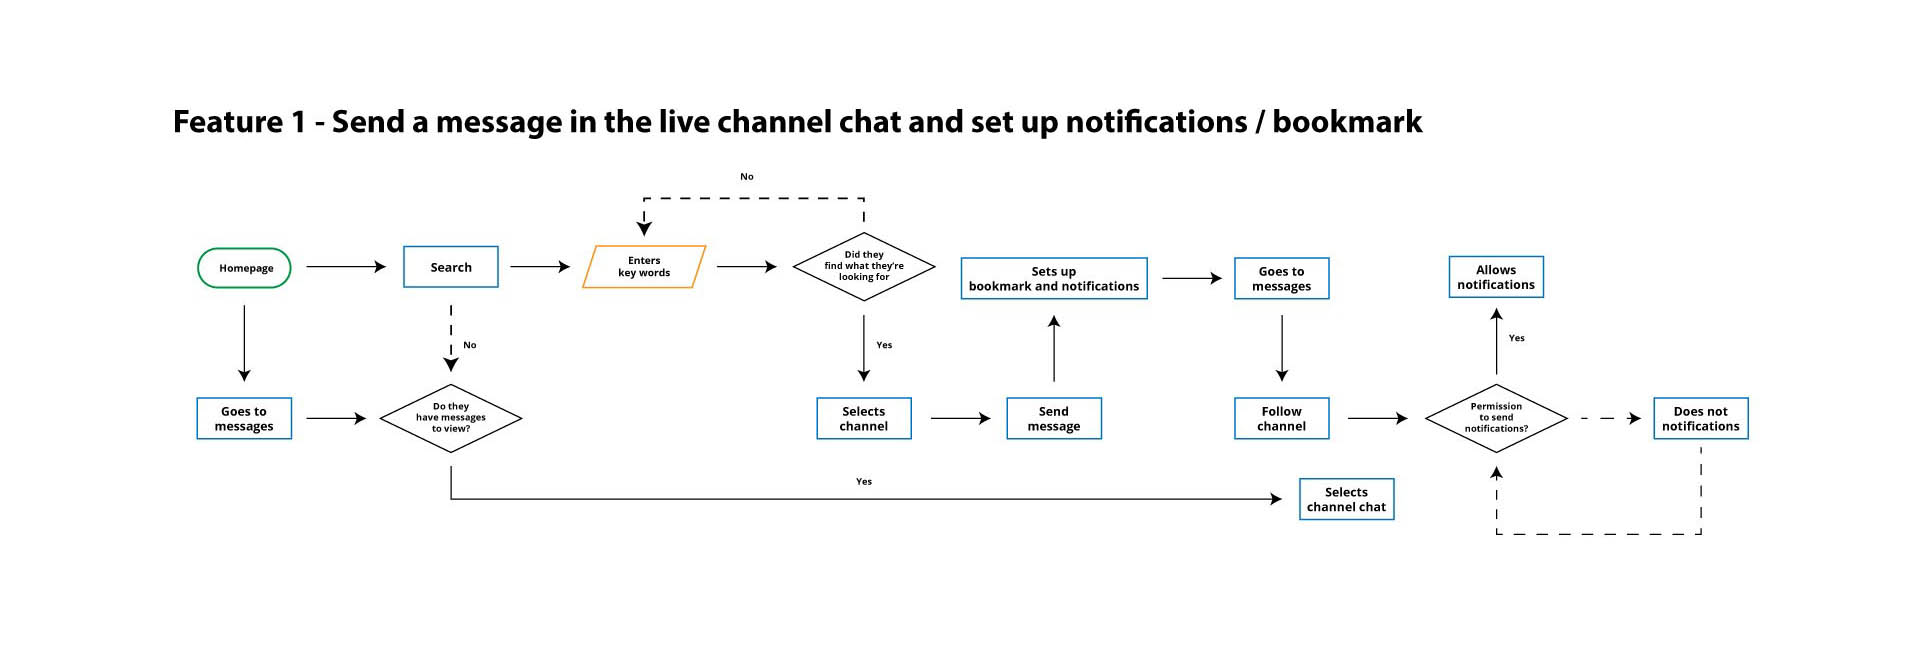 Feature 1 - Send a message in the live channel chat and set up notifications / bookmark
No
Homepage
Search
Enters
key words
Did they
find what they're
looking for
Sets up
bookmark and notifications
Goes to
messages
Allows
notifications
No
Yes
Yes
Goes to
messages
Do they
have messages
to view?
Selects
channel
Send
message
Follow
channel
Permission
to send
notifications?
Does not
notifications
Yes
Selects
channel chat